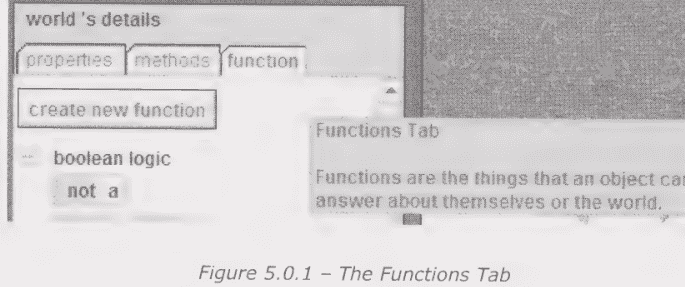 world 's details
properties methods function
create new function
boolean logic
not a
Functions Tab
Functions are the things that an object can
answer about themselves or the world.
Figure 5.0.1 – The Functions Tab